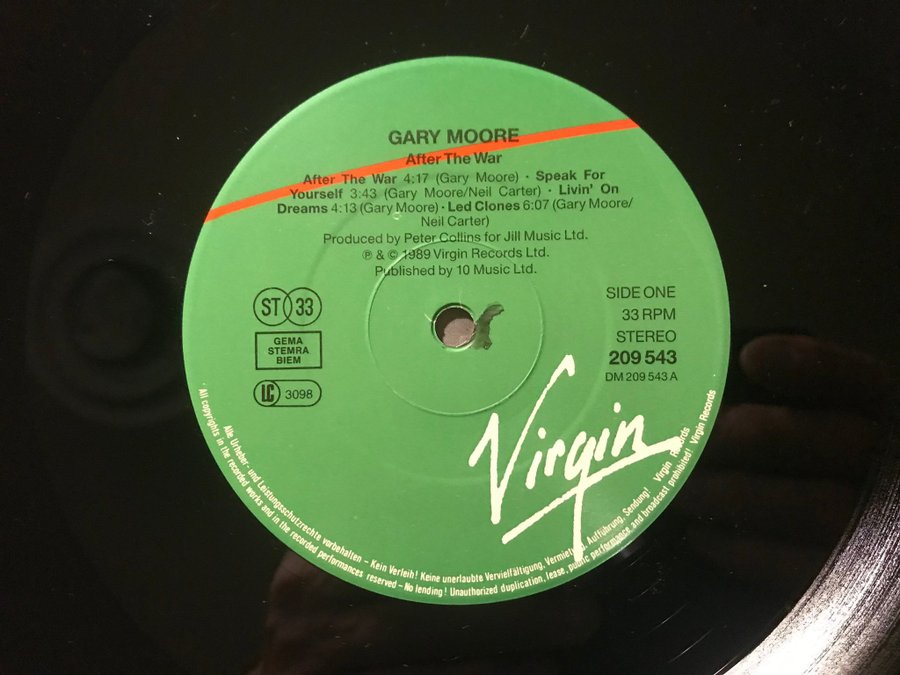 GARY MOORE
After The War
After The War 4:17 (Gary Moore) · Speak For
Yourself 3:43 (Gary Moore/Neil Carter) · Livin' On
Dreams 4:13 (Gary Moore) · Led Clones 6:07 (Gary Moore/
Neil Carter)
Produced by Peter Collins for Jill Music Ltd.
℗ & © 1989 Virgin Records Ltd.
Published by 10 Music Ltd.
ST 33
GEMA
STEMRA
BIEM
LC 3098
SIDE ONE
33 RPM
STEREO
209 543
DM 209 543 A
Virgin
Alle Urheber- und Leistungsschutzrechte vorbehalten – Kein Verleih! Keine unerlaubte Vervielfältigung, Vermietung, Aufführung, Sendung! Virgin Records
All copyrights in the recorded works and in the recorded performances reserved – No lending! Unauthorized duplication, lease, public performance and broadcast prohibited! Virgin Records